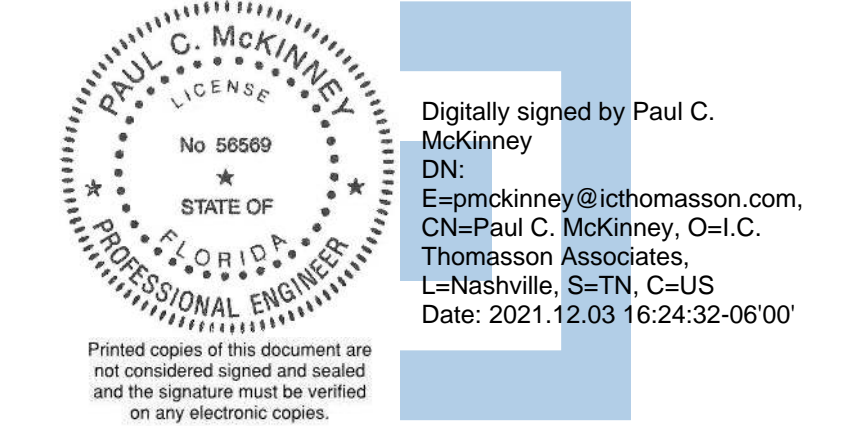 PAUL C. McKINNEY
LICENSE
No 56569
STATE OF
FLORIDA
PROFESSIONAL ENGINEER
Printed copies of this document are
not considered signed and sealed
and the signature must be verified
on any electronic copies.
Digitally signed by Paul C.
McKinney
DN:
E=pmckinney@icthomasson.com,
CN=Paul C. McKinney, O=I.C.
Thomasson Associates,
L=Nashville, S=TN, C=US
Date: 2021.12.03 16:24:32-06'00'